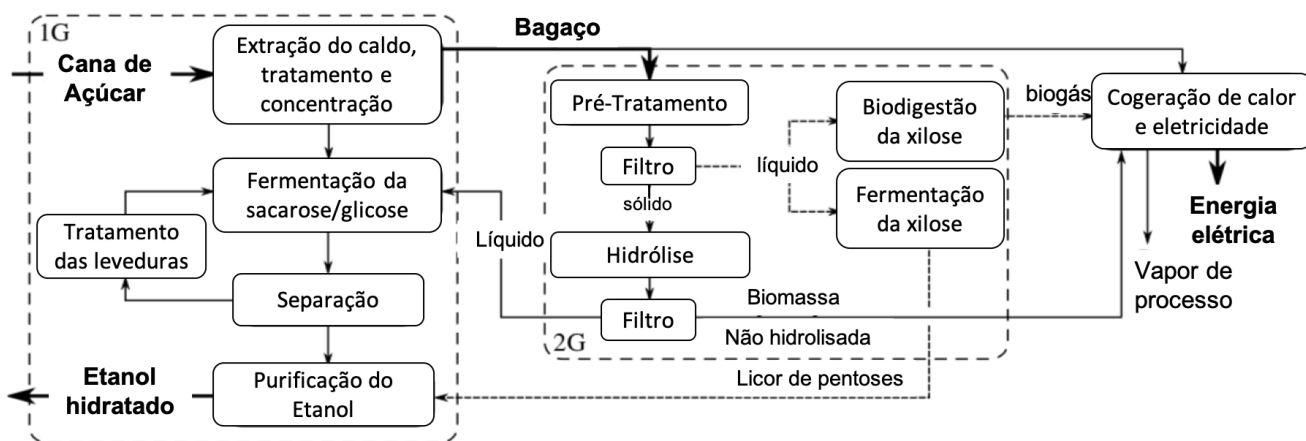 1G
Cana de
Açúcar
Extração do caldo,
tratamento e
concentração
Bagaço
Pré-Tratamento
Filtro
líquido
sólido
Biodigestão
da xilose
biogás
Cogeração de calor
e eletricidade
Fermentação
da xilose
Energia
elétrica
Vapor de
processo
Fermentação da
sacarose/glicose
Tratamento
das leveduras
Líquido
Hidrólise
Separação
Filtro
Biomassa
Não hidrolisada
2G
Licor de pentoses
Etanol
hidratado
Purificação do
Etanol